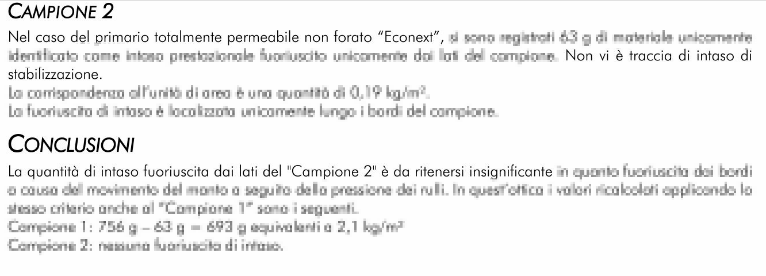 CAMPIONE 2
Nel caso del primario totalmente permeabile non forato “Econext”, si sono registrati 63 g di materiale unicamente
identificato come intaso prestazionale fuoriuscito unicamente dai lati del campione. Non vi è traccia di intaso di
stabilizzazione.
La corrispondenza all’unità di area è una quantità di 0,19 kg/m².
La fuoriuscita di intaso è localizzata unicamente lungo i bordi del campione.
CONCLUSIONI
La quantità di intaso fuoriuscita dai lati del "Campione 2" è da ritenersi insignificante in quanto fuoriuscita dai bordi
a causa del movimento del manto a seguito della pressione dei rulli. In quest’ottica i valori ricalcolati applicando lo
stesso criterio anche al “Campione 1” sono i seguenti.
Campione 1: 756 g – 63 g = 693 g equivalenti a 2,1 kg/m²
Campione 2: nessuna fuoriuscita di intaso.